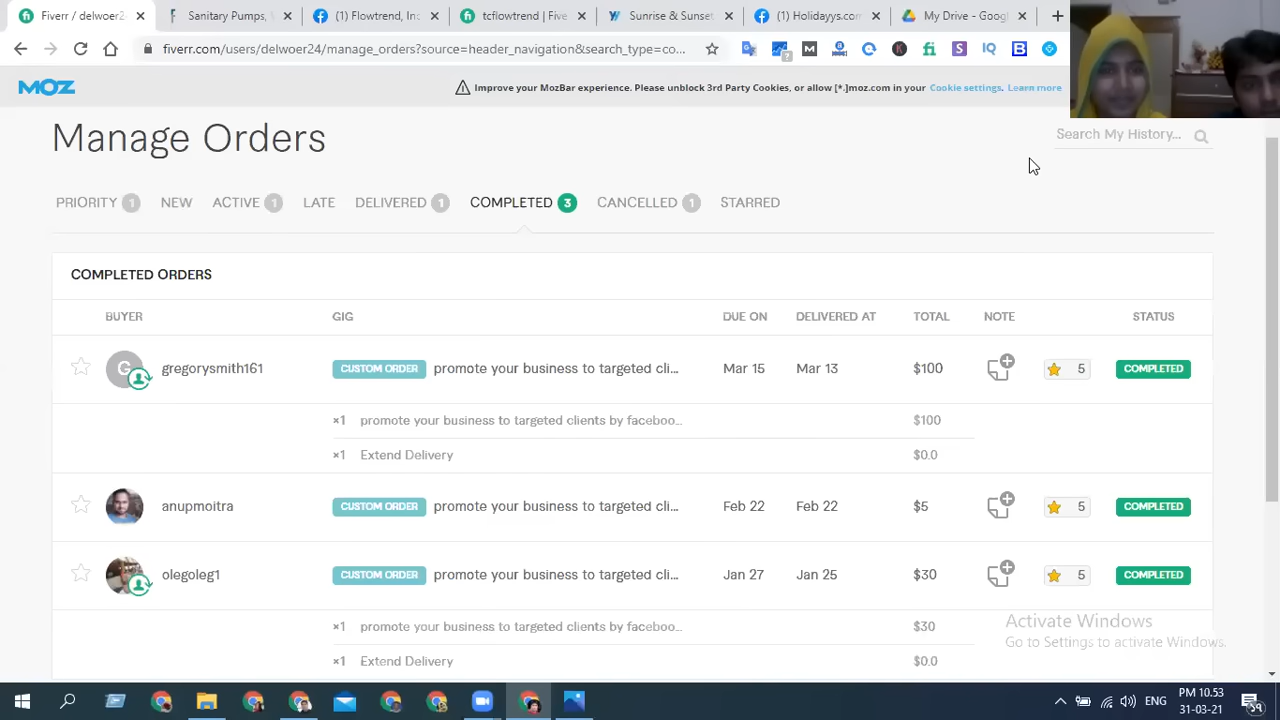 Fiverr / delwoer2
Sanitary Pumps, V
(1) Flowtrend, Inc
tcflowtrend | Five
Sunrise & Sunset
(1) Holidayys.com
My Drive - Googl
fiverr.com/users/delwoer24/manage_orders?source=header_navigation&search_type=co...
MOZ
Improve your MozBar experience. Please unblock 3rd Party Cookies, or allow [*.]moz.com in your Cookie settings. Learn more
Manage Orders
Search My History...
PRIORITY 1 NEW ACTIVE 1 LATE DELIVERED 1 COMPLETED 3 CANCELLED 1 STARRED
COMPLETED ORDERS
BUYER GIG DUE ON DELIVERED AT TOTAL NOTE STATUS
G gregorysmith161 CUSTOM ORDER promote your business to targeted cli... Mar 15 Mar 13 $100 5 COMPLETED
×1 promote your business to targeted clients by faceboo... $100
×1 Extend Delivery $0.0
anupmoitra CUSTOM ORDER promote your business to targeted cli... Feb 22 Feb 22 $5 5 COMPLETED
olegoleg1 CUSTOM ORDER promote your business to targeted cli... Jan 27 Jan 25 $30 5 COMPLETED
×1 promote your business to targeted clients by faceboo... $30
×1 Extend Delivery $0.0
Activate Windows
Go to Settings to activate Windows.
ENG
PM 10.53
31-03-21